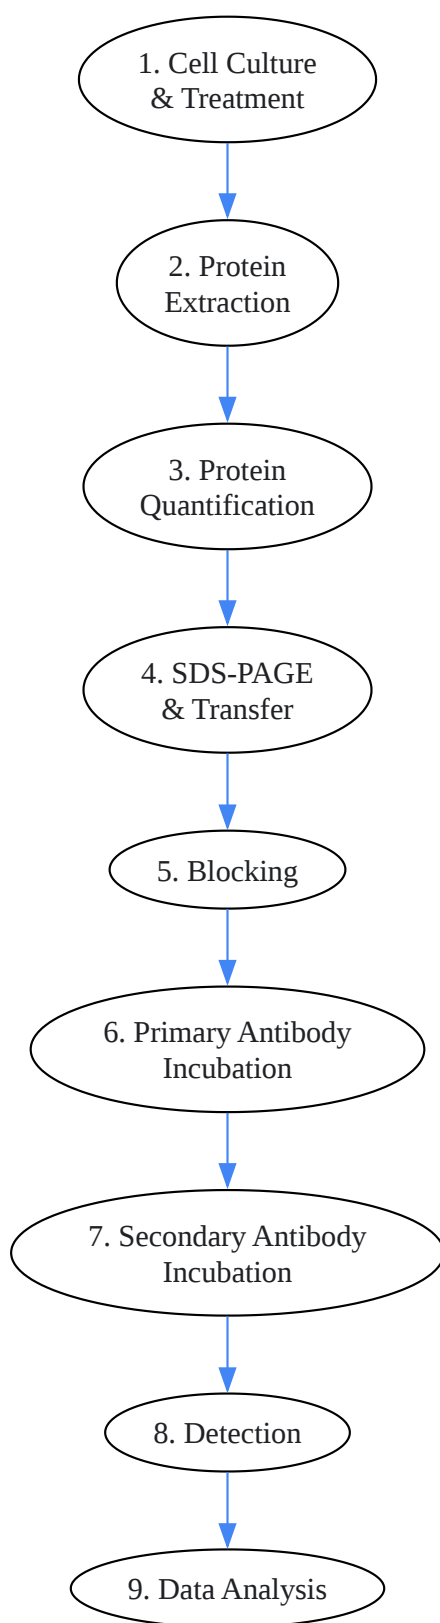 1. Cell Culture
& Treatment
2. Protein
Extraction
3. Protein
Quantification
4. SDS-PAGE
& Transfer
5. Blocking
6. Primary Antibody
Incubation
7. Secondary Antibody
Incubation
8. Detection
9. Data Analysis